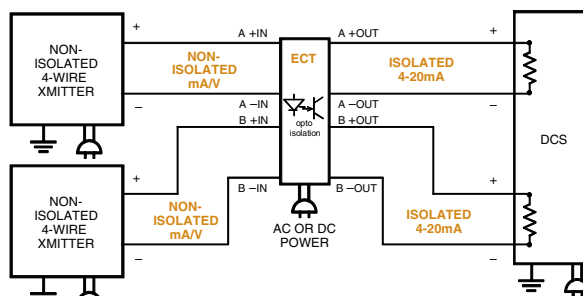 NON-
ISOLATED
4-WIRE
XMITTER
+
−
NON-
ISOLATED
mA/V
A +IN
A −IN
B +IN
B −IN
ECT
opto
isolation
A +OUT
A −OUT
B +OUT
B −OUT
ISOLATED
4-20mA
+
−
DCS
NON-
ISOLATED
4-WIRE
XMITTER
+
−
NON-
ISOLATED
mA/V
AC OR DC
POWER
ISOLATED
4-20mA
+
−